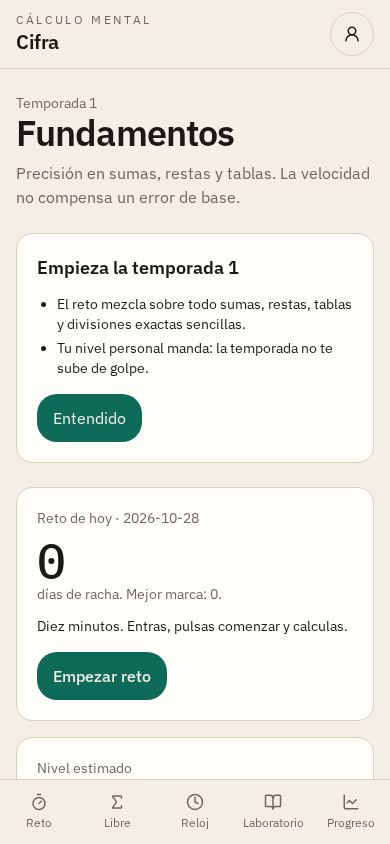 CÁLCULO MENTAL
Cifra
Temporada 1
Fundamentos
Precisión en sumas, restas y tablas. La velocidad
no compensa un error de base.
Empieza la temporada 1
• El reto mezcla sobre todo sumas, restas, tablas
y divisiones exactas sencillas.
• Tu nivel personal manda: la temporada no te
sube de golpe.
Entendido
Reto de hoy · 2026-10-28
0
días de racha. Mejor marca: 0.
Diez minutos. Entras, pulsas comenzar y calculas.
Empezar reto
Nivel estimado
Reto
Libre
Reloj
Laboratorio
Progreso